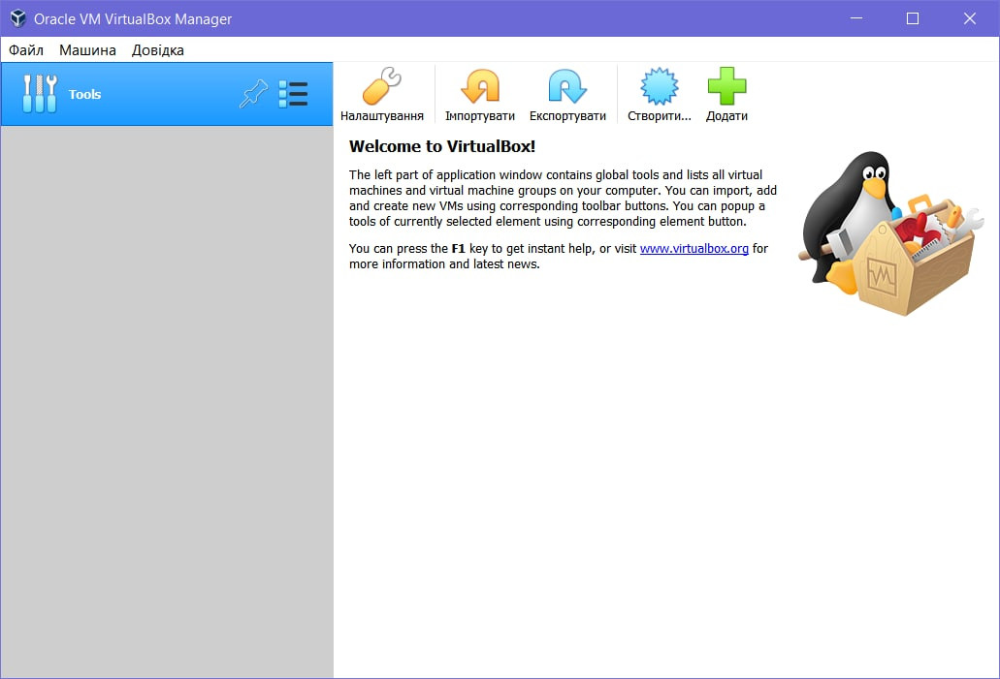 Oracle VM VirtualBox Manager
Файл Машина Довідка
Tools
Налаштування Імпортувати Експортувати Створити... Додати
Welcome to VirtualBox!
The left part of application window contains global tools and lists all virtual
machines and virtual machine groups on your computer. You can import, add
and create new VMs using corresponding toolbar buttons. You can popup a
tools of currently selected element using corresponding element button.
You can press the F1 key to get instant help, or visit www.virtualbox.org for
more information and latest news.